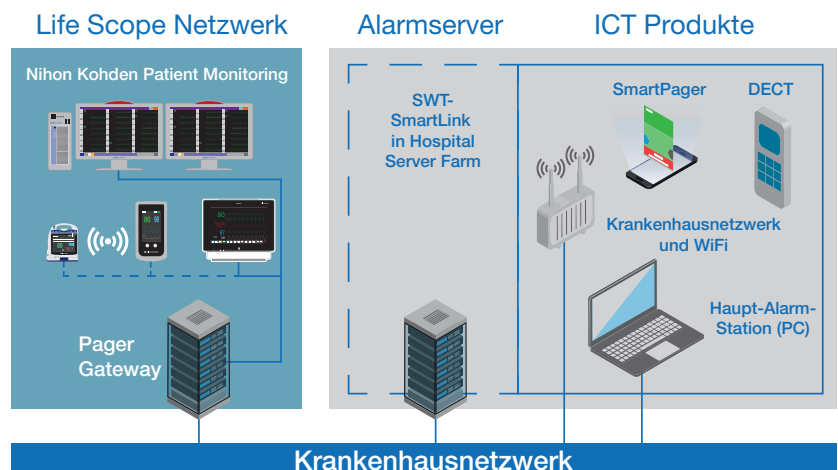 Life Scope Netzwerk
Alarmserver
ICT Produkte
Nihon Kohden Patient Monitoring
SWT-
SmartLink
in Hospital
Server Farm
SmartPager
DECT
Krankenhausnetzwerk
und WiFi
Haupt-Alarm-
Station (PC)
Pager
Gateway
Krankenhausnetzwerk